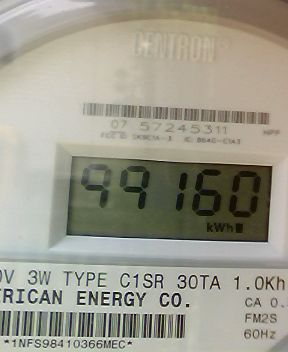 CENTRON®
07 57245311
99160
kWh
0V 3W TYPE C1SR 30TA 1.0Kh
ERICAN ENERGY CO.
CA 0.
FM2S
60Hz
*1NFS98410366MEC*